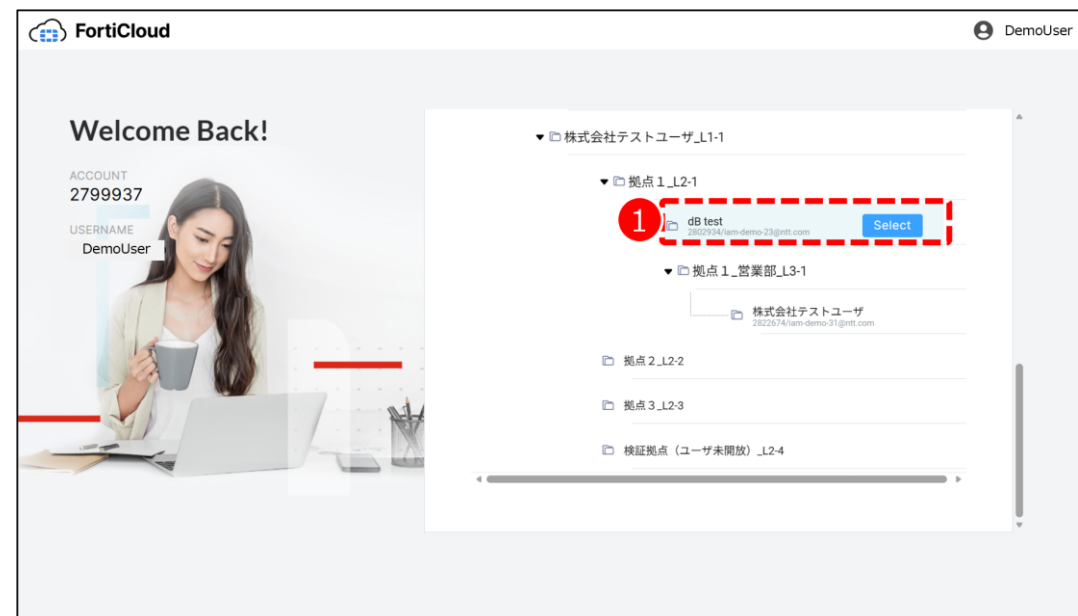 FortiCloud
DemoUser
Welcome Back!
ACCOUNT
2799937
USERNAME
DemoUser
株式会社テストユーザ_L1-1
拠点１_L2-1
1
dB test
2802934/iam-demo-23@ntt.com
Select
拠点１_営業部_L3-1
株式会社テストユーザ
2822674/iam-demo-31@ntt.com
拠点２_L2-2
拠点３_L2-3
検証拠点（ユーザ未開放）_L2-4